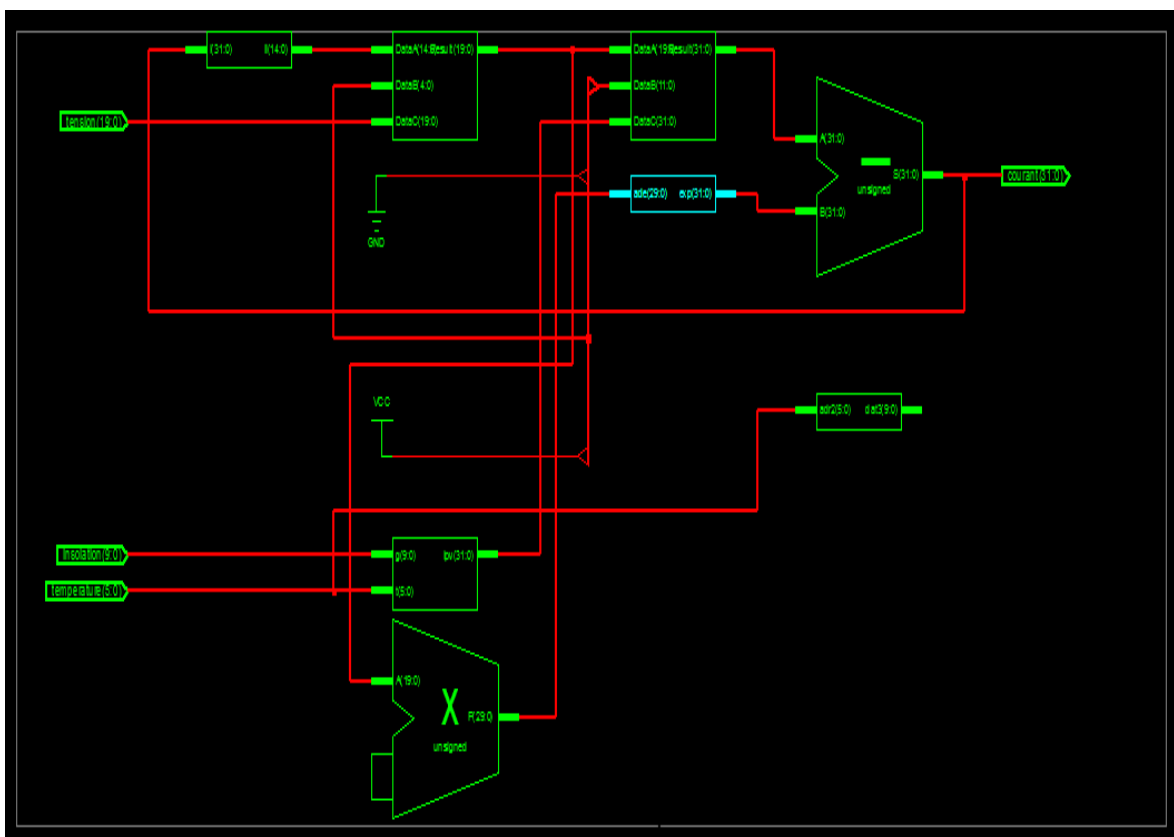 I(31:0) II(14:0)
DataA(14:0) Result(19:0)
DataB(4:0)
DataC(19:0)
DataA(19:0) Result(31:0)
DataB(11:0)
DataC(31:0)
tension(19:0)
A(31:0)
S(31:0)
unsigned
B(31:0)
courant(31:0)
ade(29:0) exp(31:0)
GND
VCC
adr2(5:0) dat3(9:0)
Insolation(9:0)
g(9:0) Ipv(31:0)
temperature(5:0)
t(5:0)
A(19:0)
X
P(29:0)
unsigned